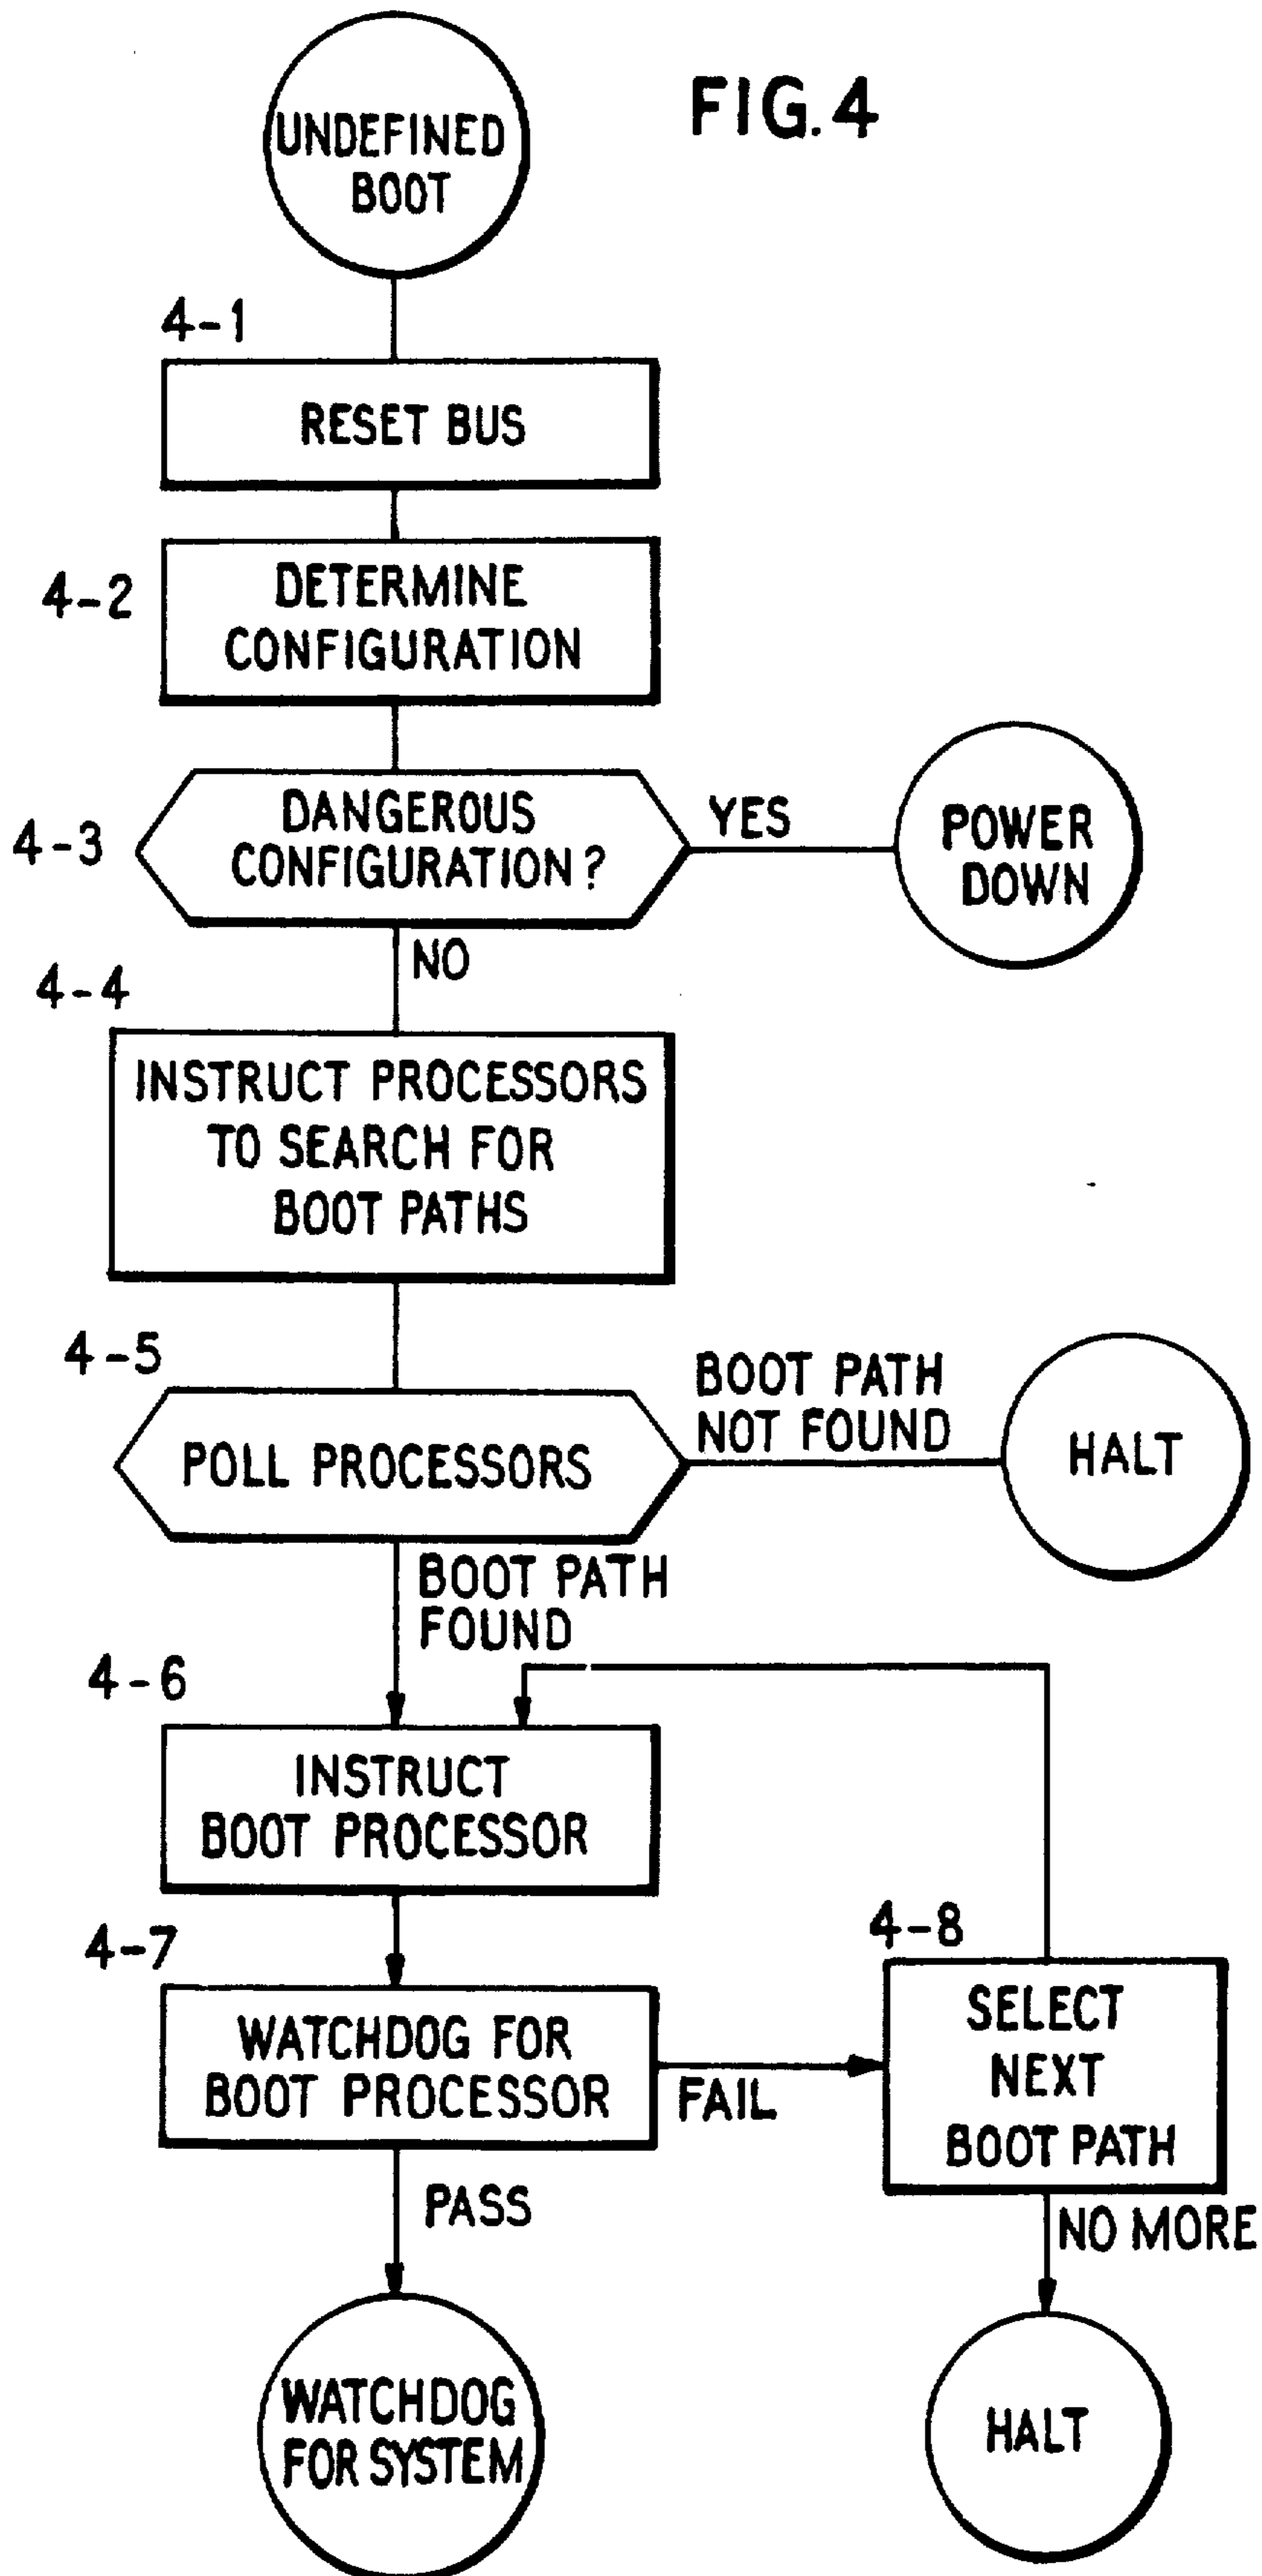 FIG. 4
UNDEFINED
BOOT
4-1
RESET BUS
4-2
DETERMINE
CONFIGURATION
4-3
DANGEROUS
CONFIGURATION?
YES
POWER
DOWN
NO
4-4
INSTRUCT PROCESSORS
TO SEARCH FOR
BOOT PATHS
4-5
POLL PROCESSORS
BOOT PATH
NOT FOUND
HALT
BOOT PATH
FOUND
4-6
INSTRUCT
BOOT PROCESSOR
4-7
WATCHDOG FOR
BOOT PROCESSOR
FAIL
4-8
SELECT
NEXT
BOOT PATH
PASS
NO MORE
WATCHDOG
FOR SYSTEM
HALT